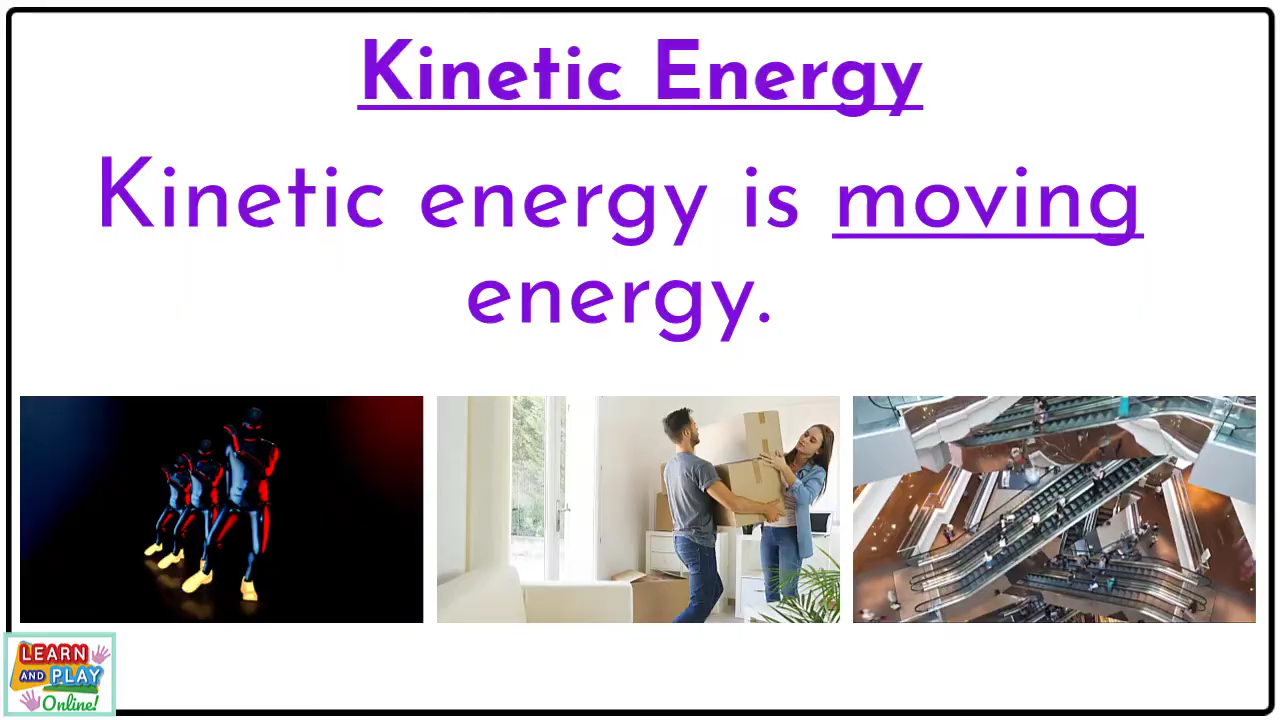 Kinetic Energy
Kinetic energy is moving
energy.
LEARN
AND PLAY
Online!